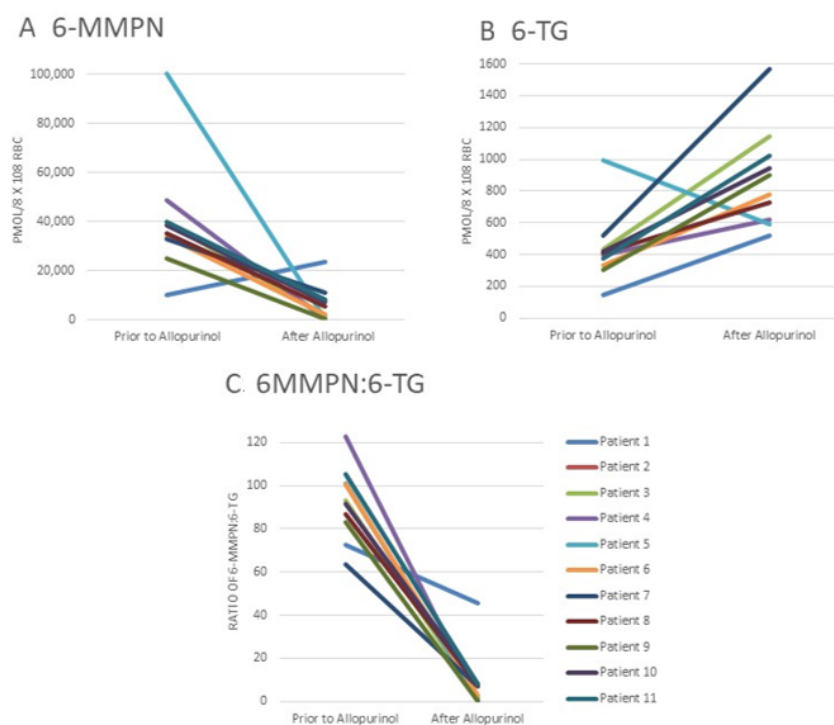 A 6-MMPN
PMOL/8 X 108 RBC
100,000
80,000
60,000
40,000
20,000
0
Prior to Allopurinol
After Allopurinol
B 6-TG
PMOL/8 X 108 RBC
1600
1400
1200
1000
800
600
400
200
0
Prior to Allopurinol
After Allopurinol
C. 6MMPN:6-TG
RATIO OF 6-MMPN:6-TG
120
100
80
60
40
20
0
Prior to Allopurinol
After Allopurinol
Patient 1
Patient 2
Patient 3
Patient 4
Patient 5
Patient 6
Patient 7
Patient 8
Patient 9
Patient 10
Patient 11